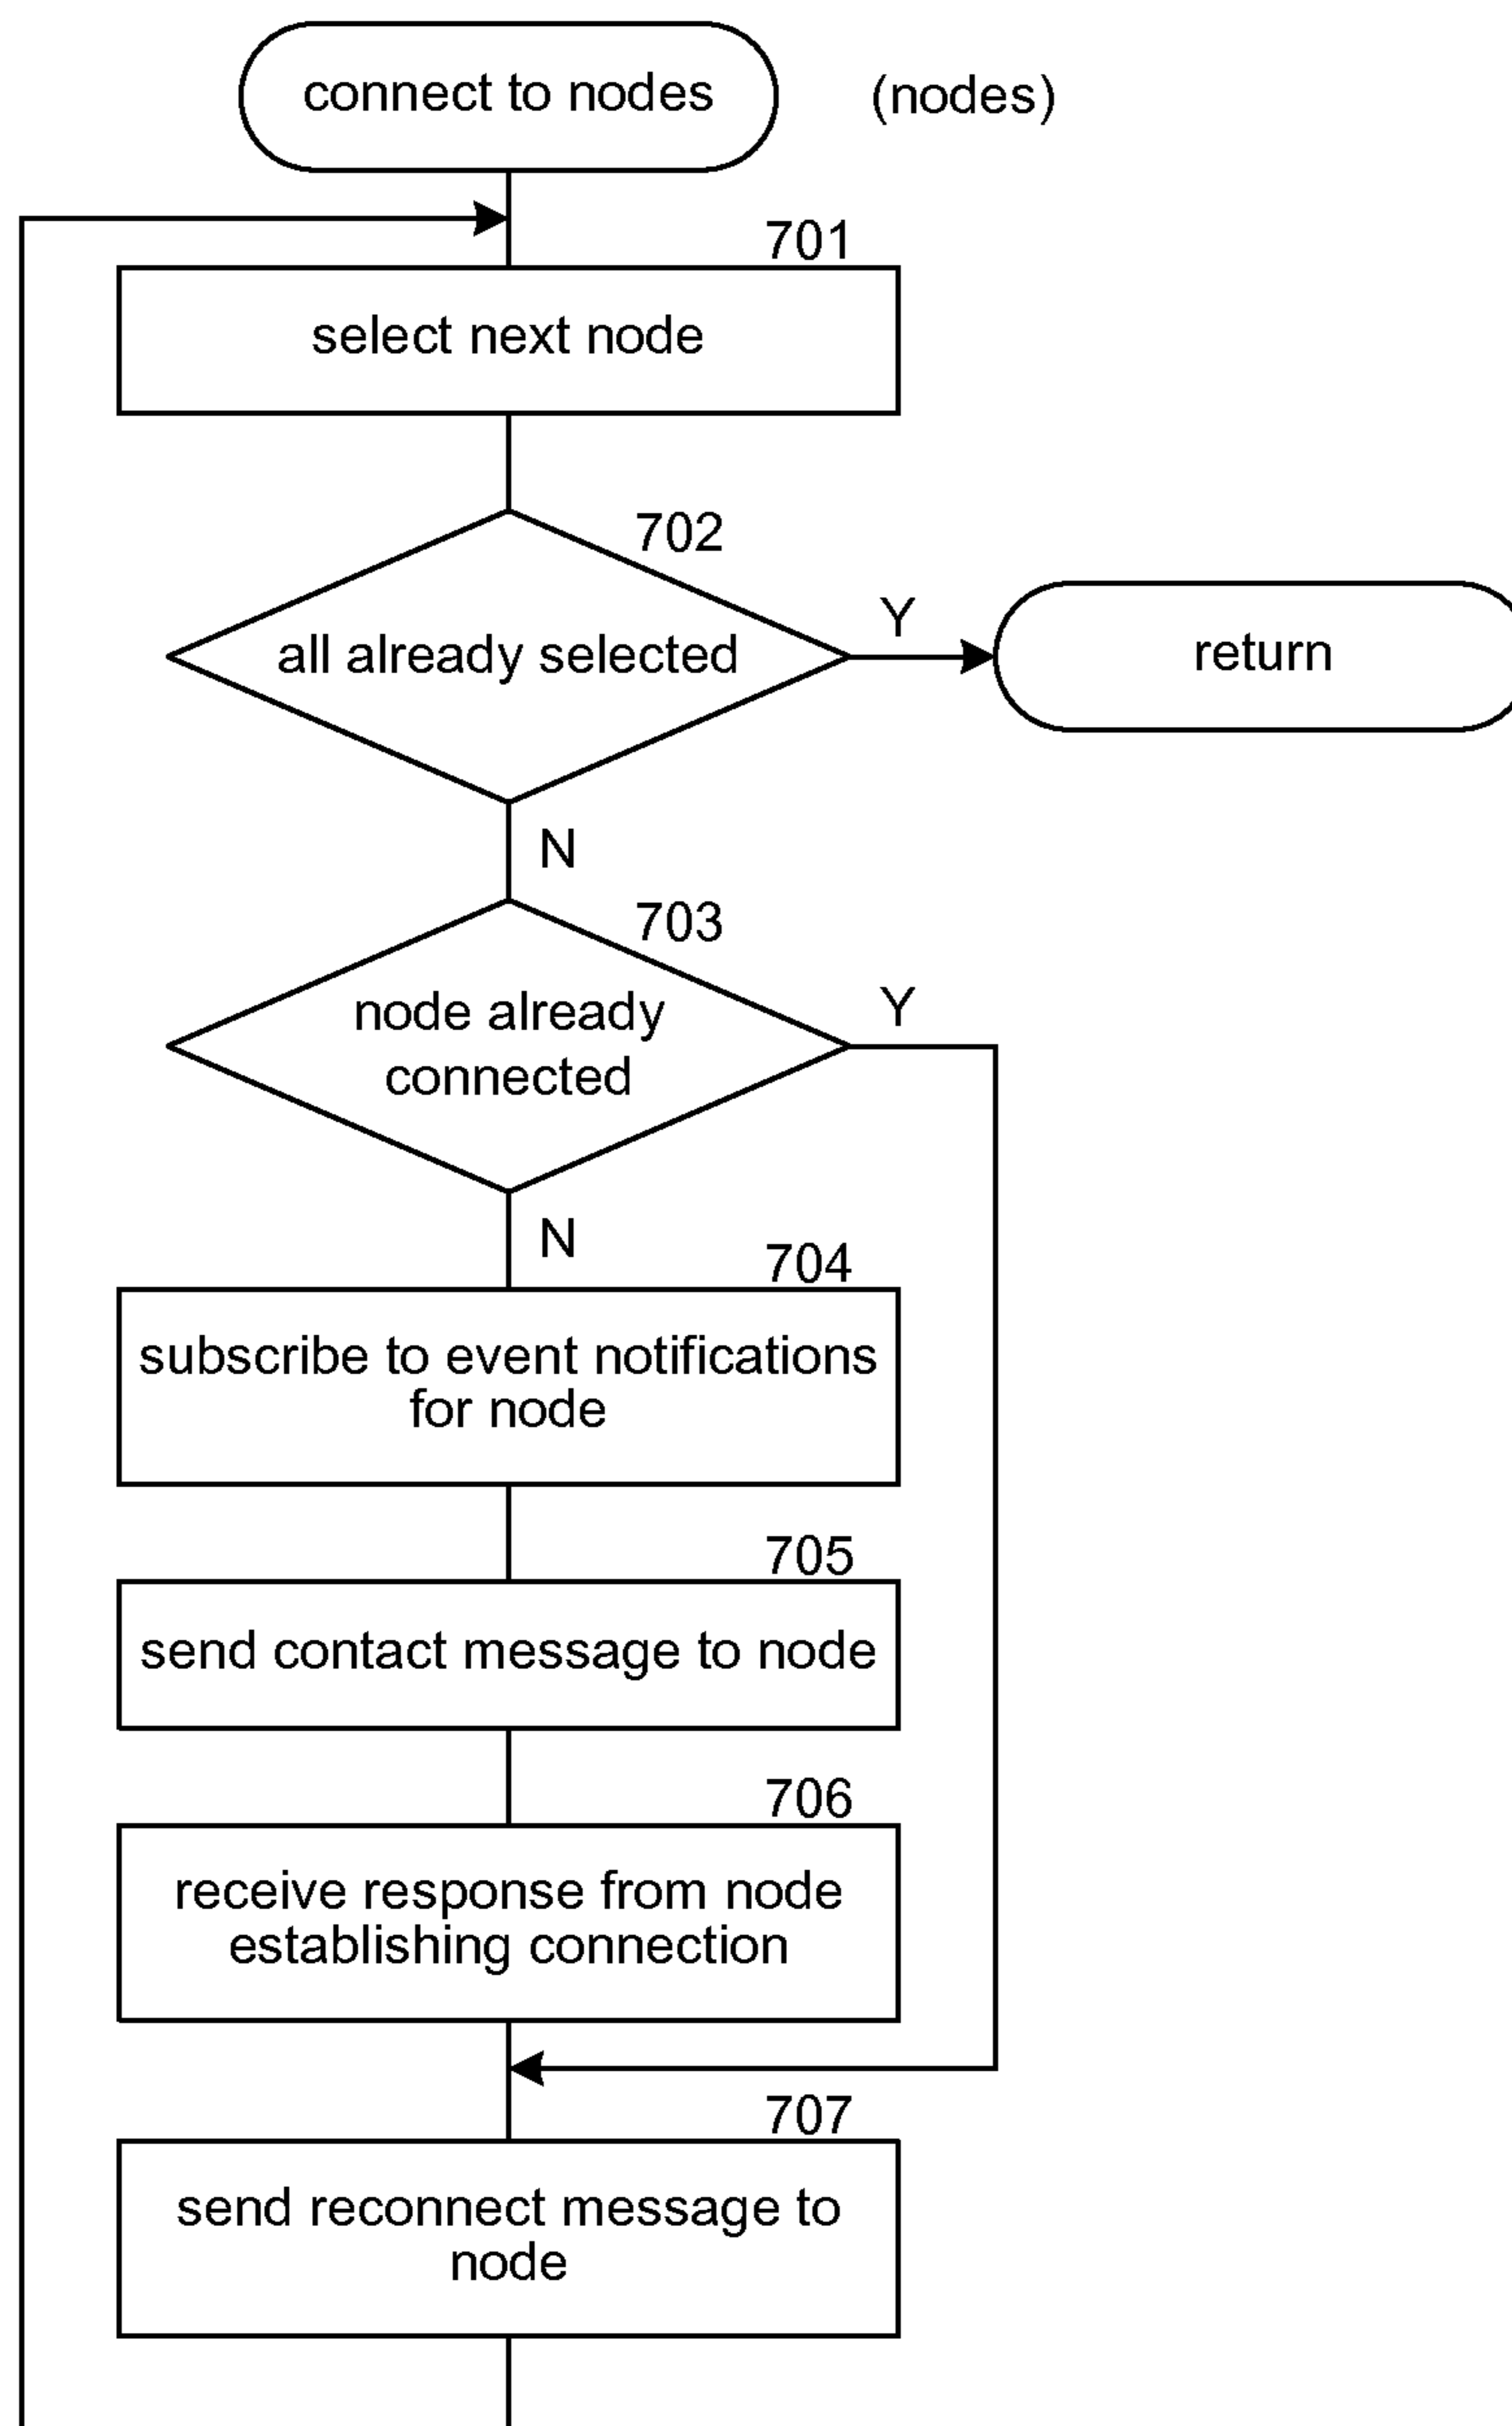 connect to nodes
(nodes)
701
select next node
702
all already selected
Y
return
N
703
node already
connected
Y
N
704
subscribe to event notifications
for node
705
send contact message to node
706
receive response from node
establishing connection
707
send reconnect message to
node